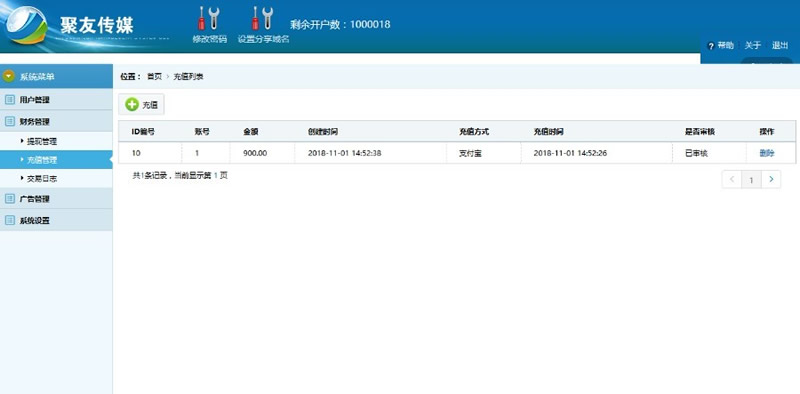 聚友传媒
修改密码
设置分享域名
剩余开户数：1000018
帮助 关于 退出
系统菜单
位置： 首页 › 充值列表
用户管理
财务管理
提现管理
充值管理
交易日志
广告管理
系统设置
充值
ID编号 账号 金额 创建时间 充值方式 充值时间 是否审核 操作
10 1 900.00 2018-11-01 14:52:38 支付宝 2018-11-01 14:52:26 已审核 删除
共1条记录，当前显示第 1 页
< 1 >